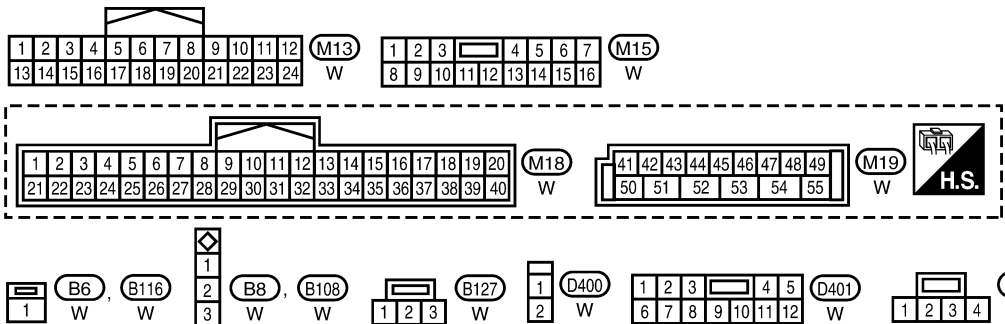 1 2 3 4 5 6 7 8 9 10 11 12 M13
13 14 15 16 17 18 19 20 21 22 23 24 W
1 2 3 4 5 6 7 M15
8 9 10 11 12 13 14 15 16 W
1 2 3 4 5 6 7 8 9 10 11 12 13 14 15 16 17 18 19 20 M18
21 22 23 24 25 26 27 28 29 30 31 32 33 34 35 36 37 38 39 40 W
41 42 43 44 45 46 47 48 49 M19
50 51 52 53 54 55 W
H.S.
1 B6 , B116
W W
1 2 3 B8 , B108
W W
1 2 3 B127
W
1 2 D400
W
1 2 3 4 5 D401
6 7 8 9 10 11 12 W
1 2 3 4